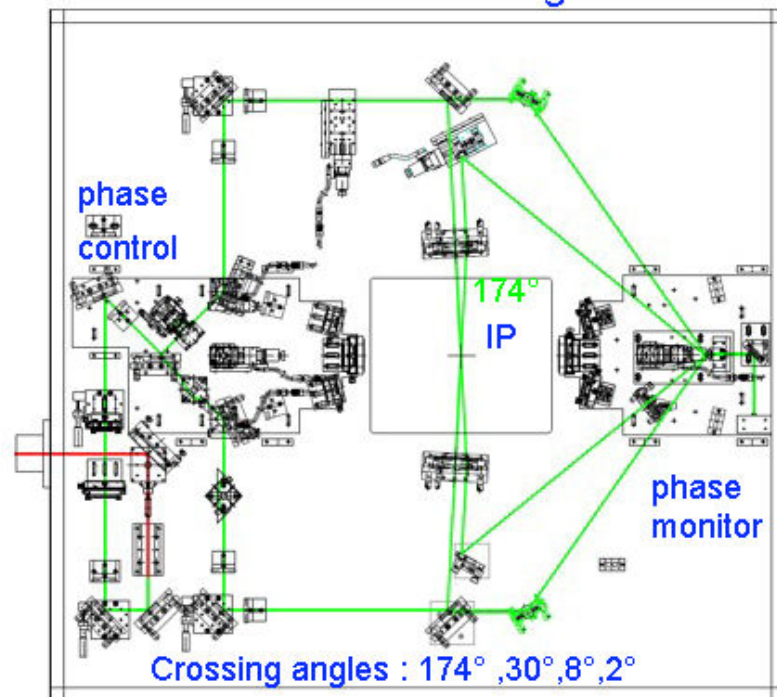 phase
control
174°
IP
phase
monitor
Crossing angles : 174° ,30°,8°,2°